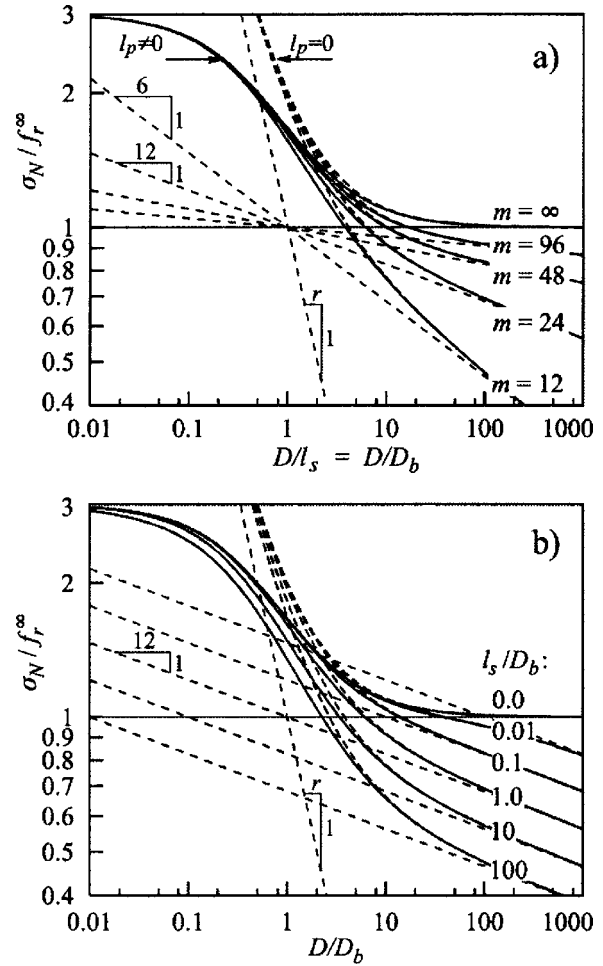 3
l_p≠0
l_p=0
a)
6
1
2
12
1
σ_N / f_r^∞
1
m = ∞
0.9
m = 96
0.8
m = 48
0.7
r
0.6
1
m = 24
0.5
m = 12
0.4
0.01 0.1 1 10 100 1000
D/l_s = D/D_b
3
b)
2
12
1
l_s/D_b:
σ_N / f_r^∞
0.0
1
0.01
0.9
0.1
0.8
0.7
r
1.0
0.6
1
10
0.5
100
0.4
0.01 0.1 1 10 100 1000
D/D_b